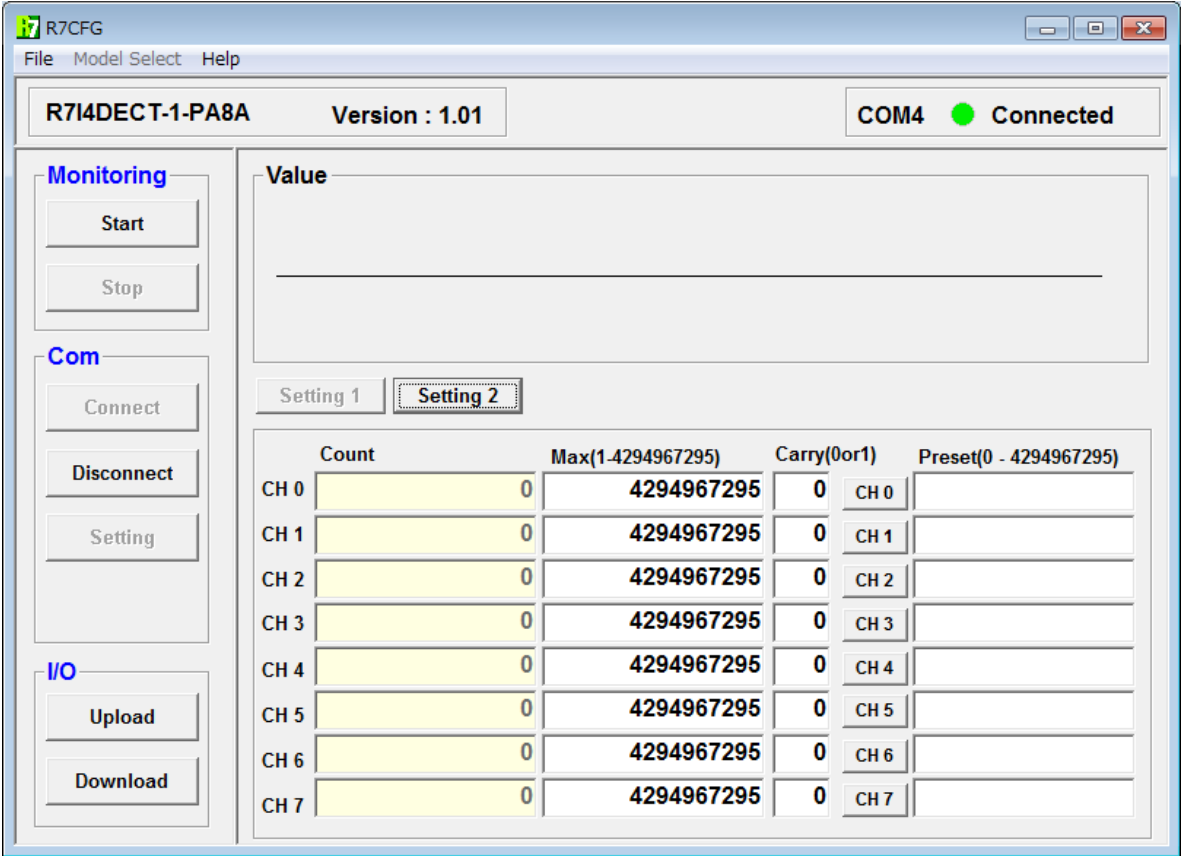 R7CFG
File Model Select Help
R7I4DECT-1-PA8A Version : 1.01 COM4 Connected
Monitoring
Start
Stop
Com
Connect
Disconnect
Setting
I/O
Upload
Download
Value
Setting 1 Setting 2
Count Max(1-4294967295) Carry(0or1) Preset(0 - 4294967295)
CH 0 0 4294967295 0 CH 0
CH 1 0 4294967295 0 CH 1
CH 2 0 4294967295 0 CH 2
CH 3 0 4294967295 0 CH 3
CH 4 0 4294967295 0 CH 4
CH 5 0 4294967295 0 CH 5
CH 6 0 4294967295 0 CH 6
CH 7 0 4294967295 0 CH 7